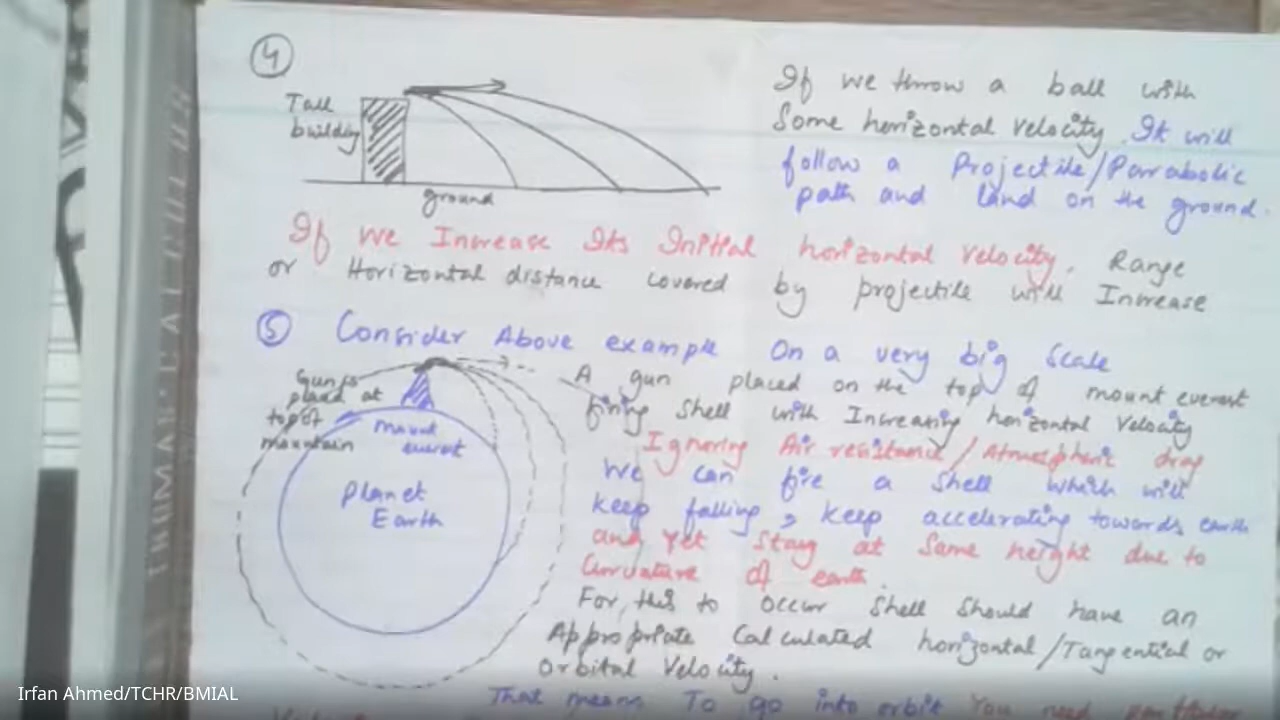 4
If we throw a ball with
Tall
building
Some horizontal velocity. It will
follow a Projectile/Parrabolic
path and land on the ground.
ground
If we Increase Its Initial horizontal velocity, Range
or Horizontal distance covered by projectile will Increase
5 Consider Above example On a very big Scale
Gun is
placed at
top of
mountain
mount
everest
Planet
Earth
A gun placed on the top of mount everest
firing shell with Increasing horizontal Velocity
Ignoring Air resistance/Atmospheric drag
We can fire a shell which will
keep falling, keep accelerating towards earth
and yet stay at same height due to
Curvature of earth.
For this to occur shell should have an
Appropriate Calculated horizontal/Tangential or
Orbital Velocity.
That means To go into orbit You need
Irfan Ahmed/TCHR/BMIAL